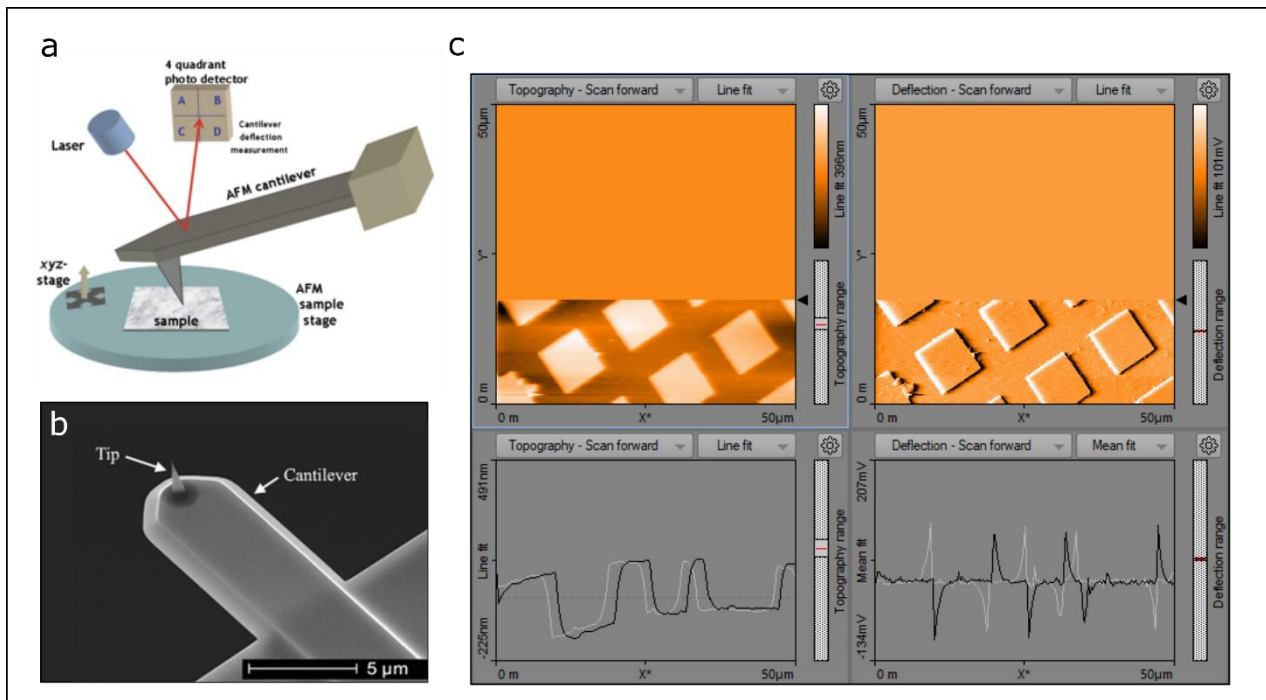 a
4 quadrant
photo detector
A B
C D
Cantilever
deflection
measurement
Laser
AFM cantilever
xyz-
stage
sample
AFM
sample
stage
b
Tip
Cantilever
5 μm
c
Topography - Scan forward
Line fit
50μm
Y*
0 m
0 m
X*
50μm
Line fit 396nm
Topography range
Deflection - Scan forward
Line fit
50μm
Y*
0 m
0 m
X*
50μm
Line fit 101mV
Deflection range
Topography - Scan forward
Line fit
491nm
Line fit
-225nm
0 m
X*
50μm
Topography range
Deflection - Scan forward
Mean fit
207mV
Mean fit
-134mV
0 m
X*
50μm
Deflection range